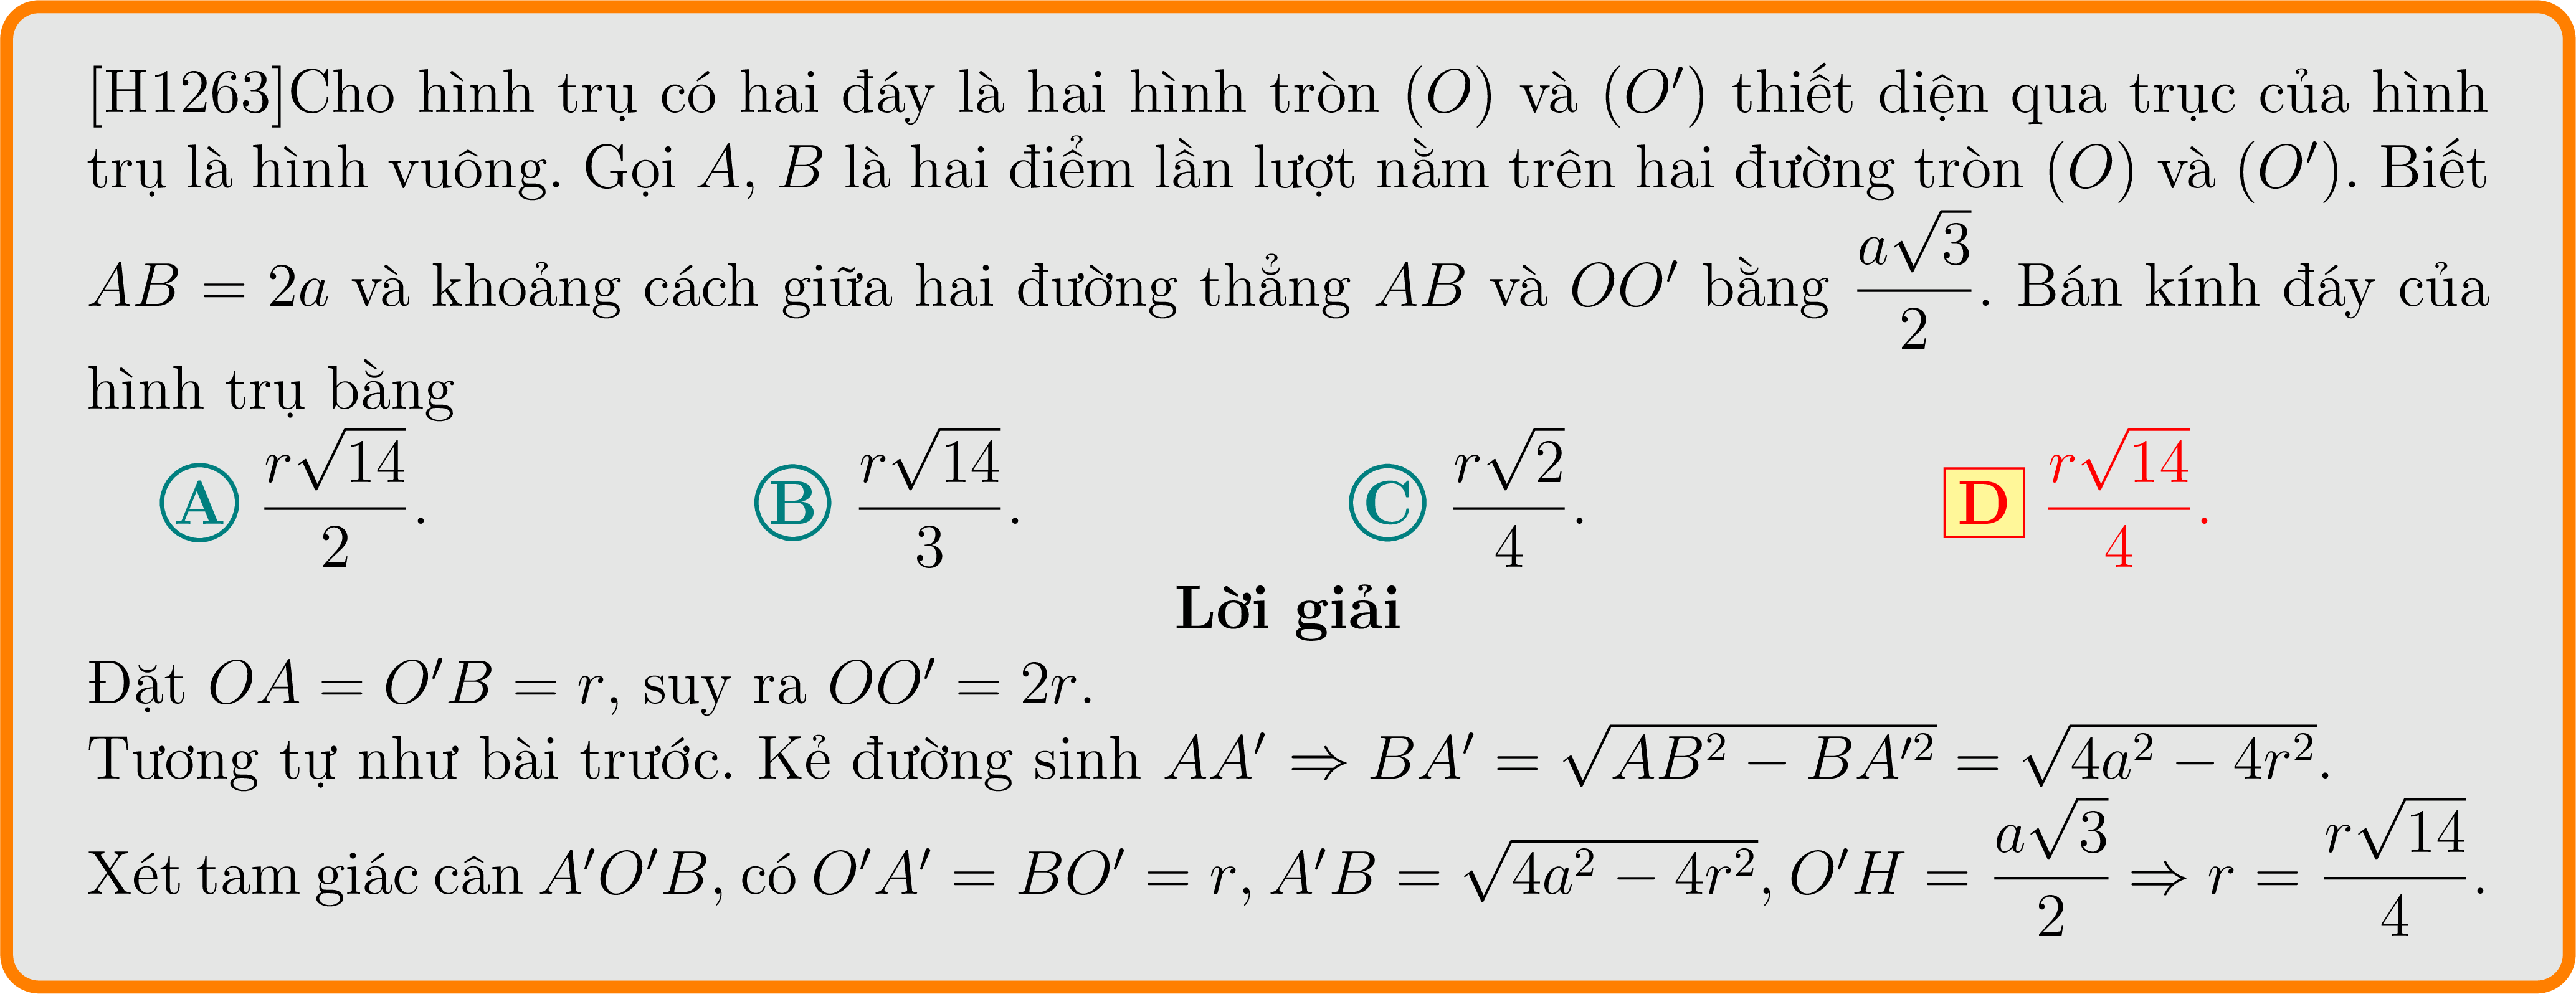 [H1263]Cho hình trụ có hai đáy là hai hình tròn (O) và (O′) thiết diện qua trục của hình
trụ là hình vuông. Gọi A, B là hai điểm lần lượt nằm trên hai đường tròn (O) và (O′). Biết
AB = 2a và khoảng cách giữa hai đường thẳng AB và OO′ bằng $\frac{a\sqrt{3}}{2}$. Bán kính đáy của
hình trụ bằng
A $\frac{r\sqrt{14}}{2}$. B $\frac{r\sqrt{14}}{3}$. C $\frac{r\sqrt{2}}{4}$. D $\frac{r\sqrt{14}}{4}$.
Lời giải
Đặt OA = O′B = r, suy ra OO′ = 2r.
Tương tự như bài trước. Kẻ đường sinh AA′ ⇒ BA′ = $\sqrt{AB^2 - BA'^2}$ = $\sqrt{4a^2 - 4r^2}$.
Xét tam giác cân A′O′B, có O′A′ = BO′ = r, A′B = $\sqrt{4a^2 - 4r^2}$, O′H = $\frac{a\sqrt{3}}{2}$ ⇒ r = $\frac{r\sqrt{14}}{4}$.